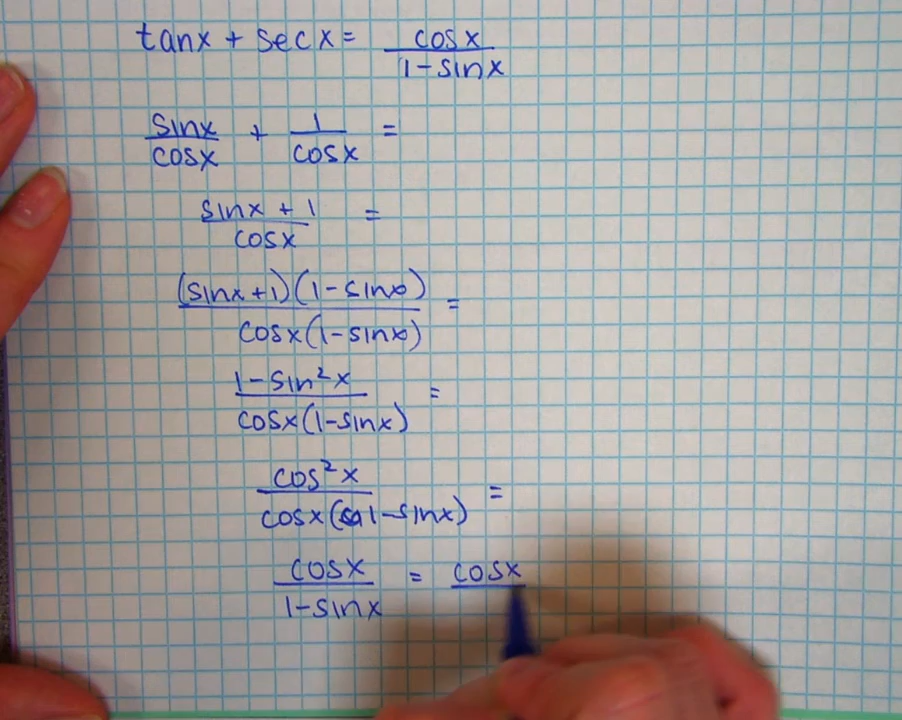 tanx + secx = cosx / 1-sinx
sinx / cosx + 1 / cosx =
sinx + 1 / cosx =
(sinx+1)(1-sinx) / cosx(1-sinx) =
1-sin²x / cosx(1-sinx) =
cos²x / cosx(1-sinx) =
cosx / 1-sinx = cosx